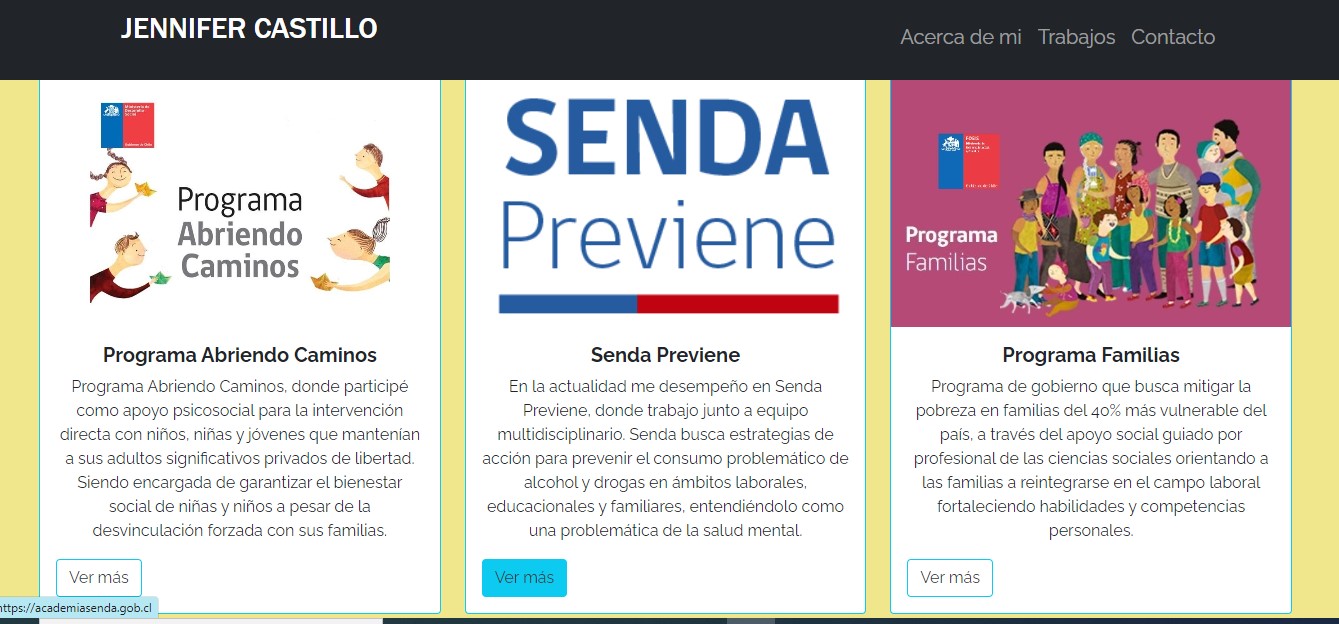 JENNIFER CASTILLO
Acerca de mi Trabajos Contacto
Programa
Abriendo
Caminos
Programa Abriendo Caminos
Programa Abriendo Caminos, donde participé
como apoyo psicosocial para la intervención
directa con niños, niñas y jóvenes que mantenían
a sus adultos significativos privados de libertad.
Siendo encargada de garantizar el bienestar
social de niñas y niños a pesar de la
desvinculación forzada con sus familias.
Ver más
SENDA
Previene
Senda Previene
En la actualidad me desempeño en Senda
Previene, donde trabajo junto a equipo
multidisciplinario. Senda busca estrategias de
acción para prevenir el consumo problemático de
alcohol y drogas en ámbitos laborales,
educacionales y familiares, entendiéndolo como
una problemática de la salud mental.
Ver más
Programa
Familias
Programa Familias
Programa de gobierno que busca mitigar la
pobreza en familias del 40% más vulnerable del
país, a través del apoyo social guiado por
profesional de las ciencias sociales orientando a
las familias a reintegrarse en el campo laboral
fortaleciendo habilidades y competencias
personales.
Ver más
https://academiasenda.gob.cl